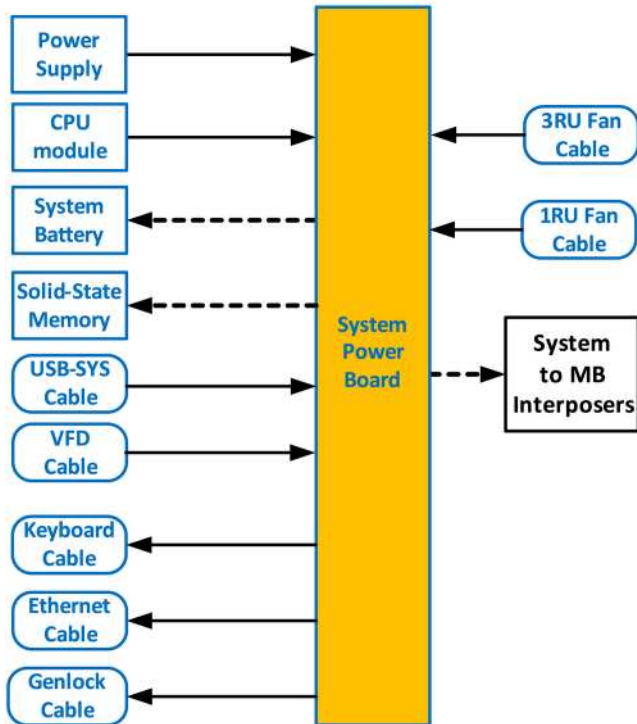 Power
Supply
CPU
module
System
Battery
Solid-State
Memory
USB-SYS
Cable
VFD
Cable
Keyboard
Cable
Ethernet
Cable
Genlock
Cable
System
Power
Board
3RU Fan
Cable
1RU Fan
Cable
System
to MB
Interposers